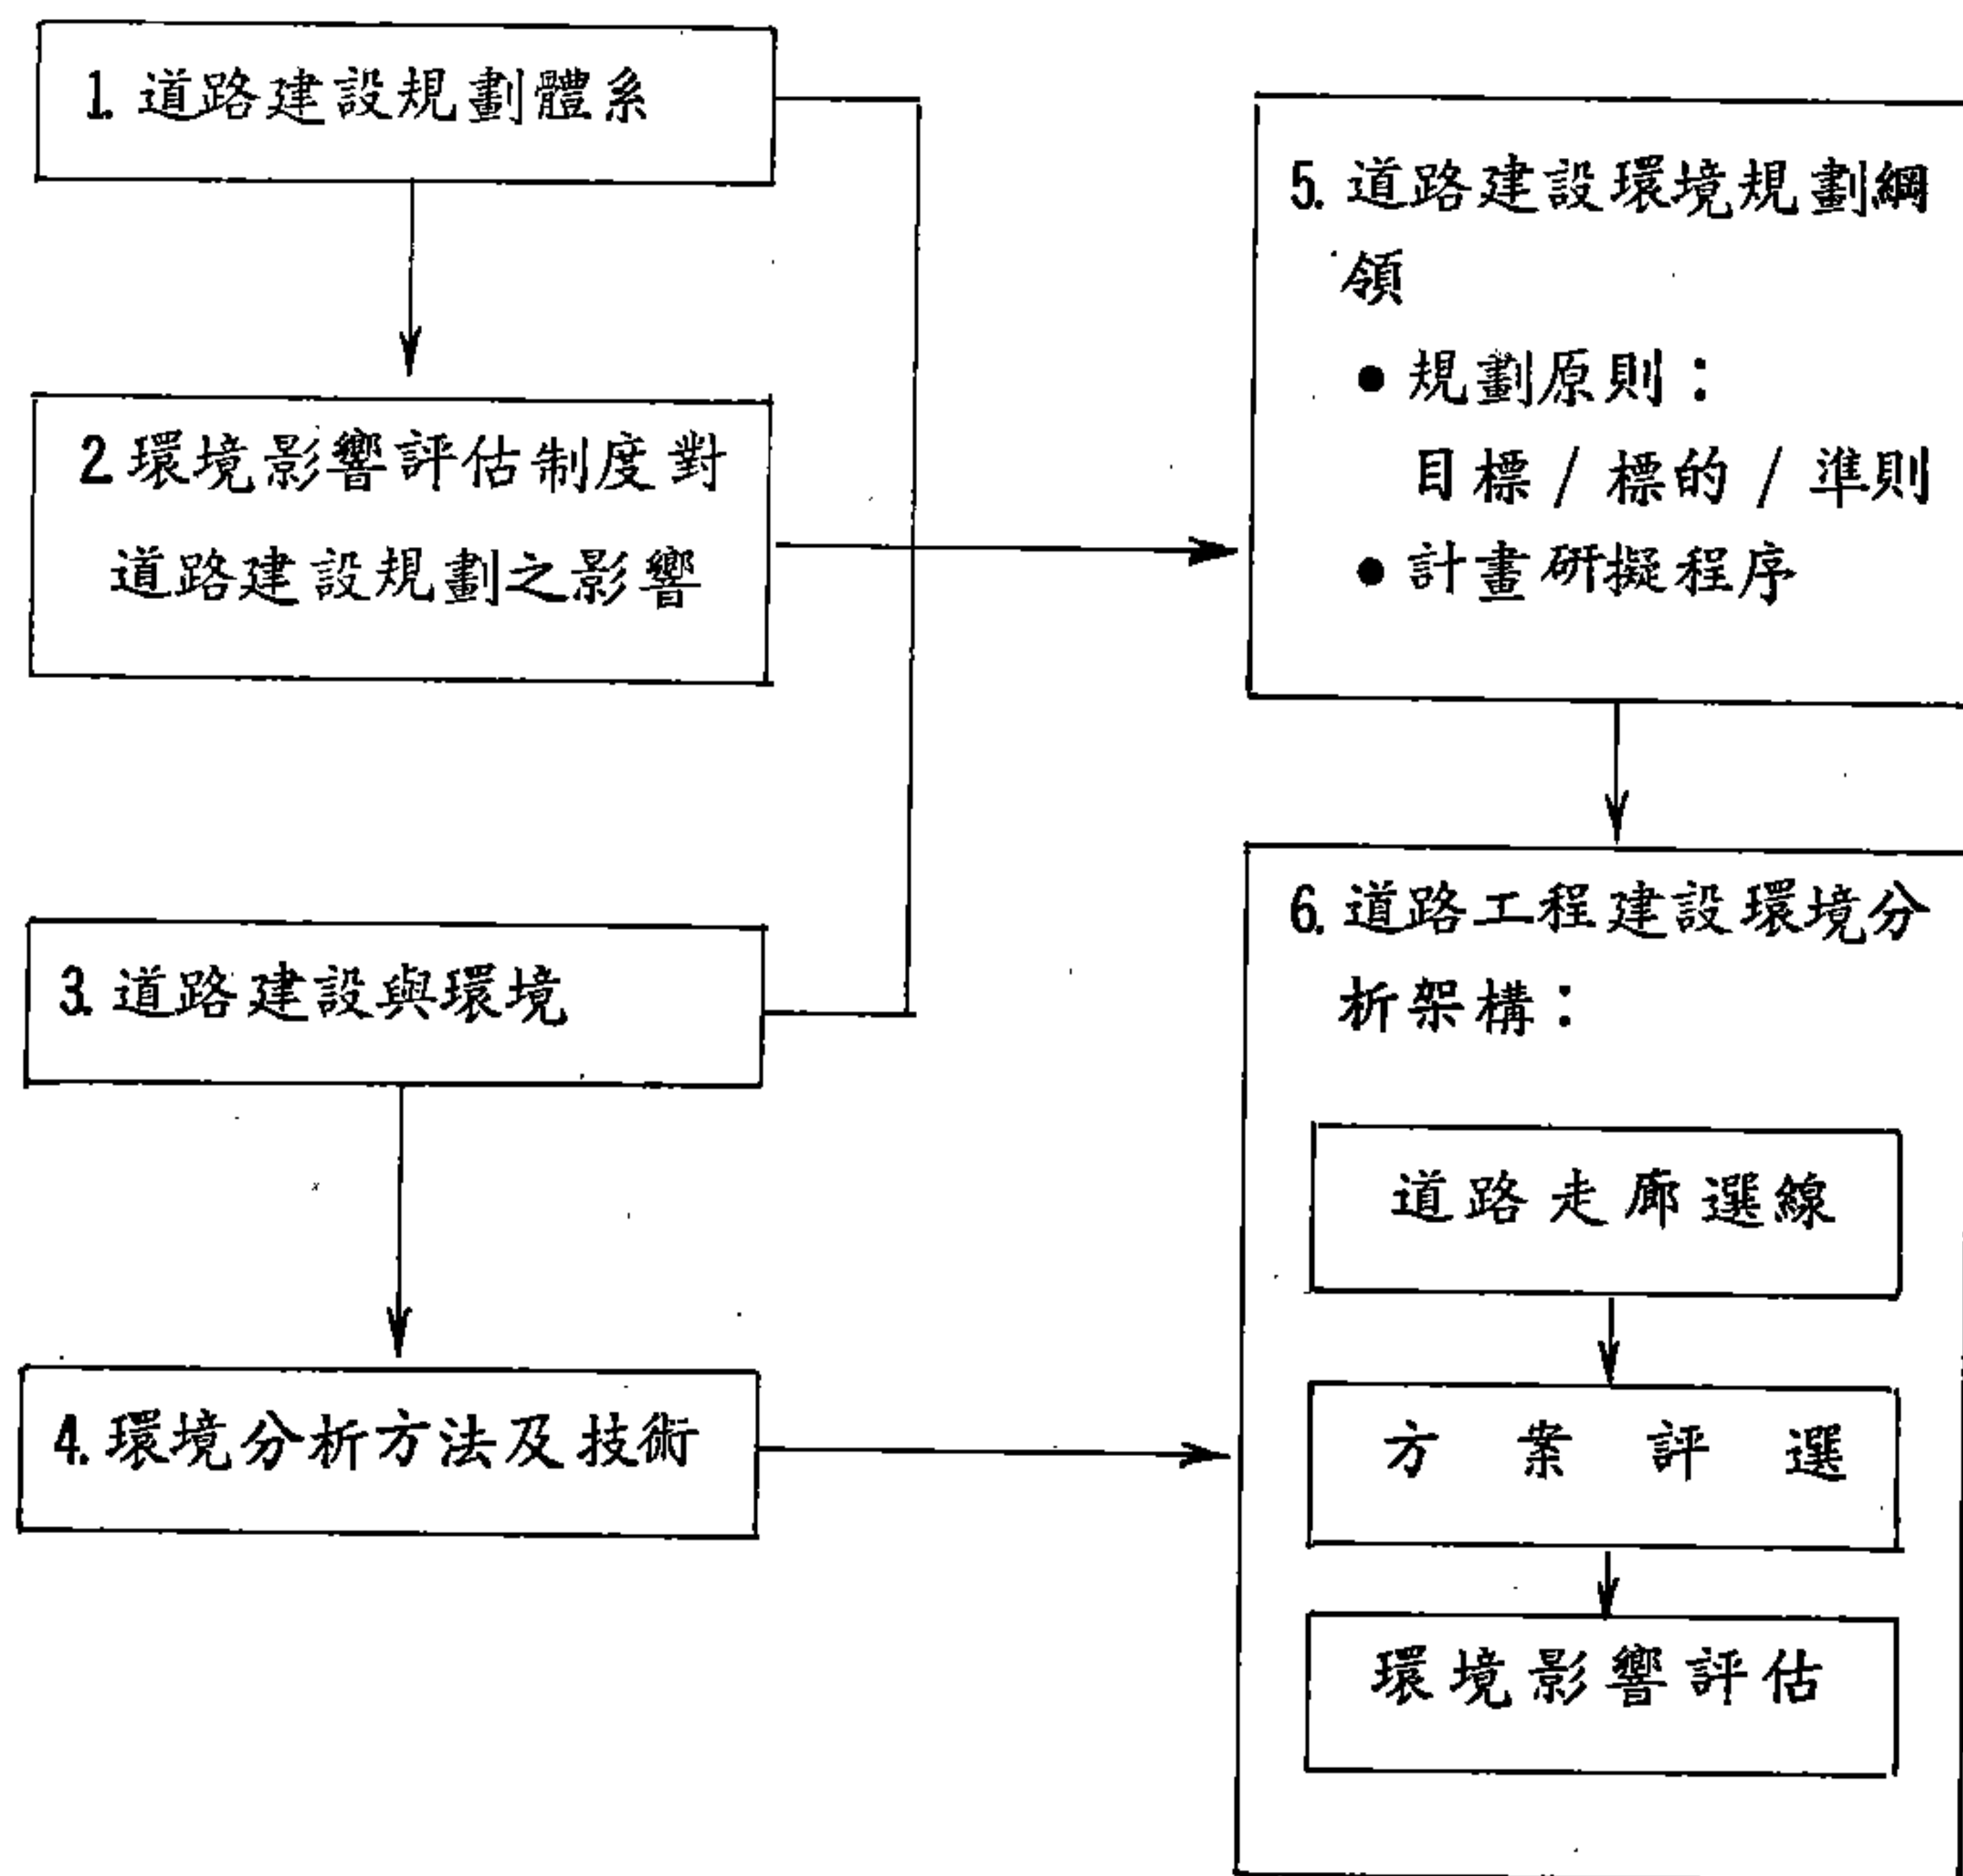 1. 道路建設規劃體系
2 環境影響評估制度對
道路建設規劃之影響
3. 道路建設與環境
4. 環境分析方法及技術
5. 道路建設環境規劃綱
領
● 規劃原則：
目標 / 標的 / 準則
● 計畫研擬程序
6. 道路工程建設環境分
析架構：
道路走廊選線
方案評選
環境影響評估